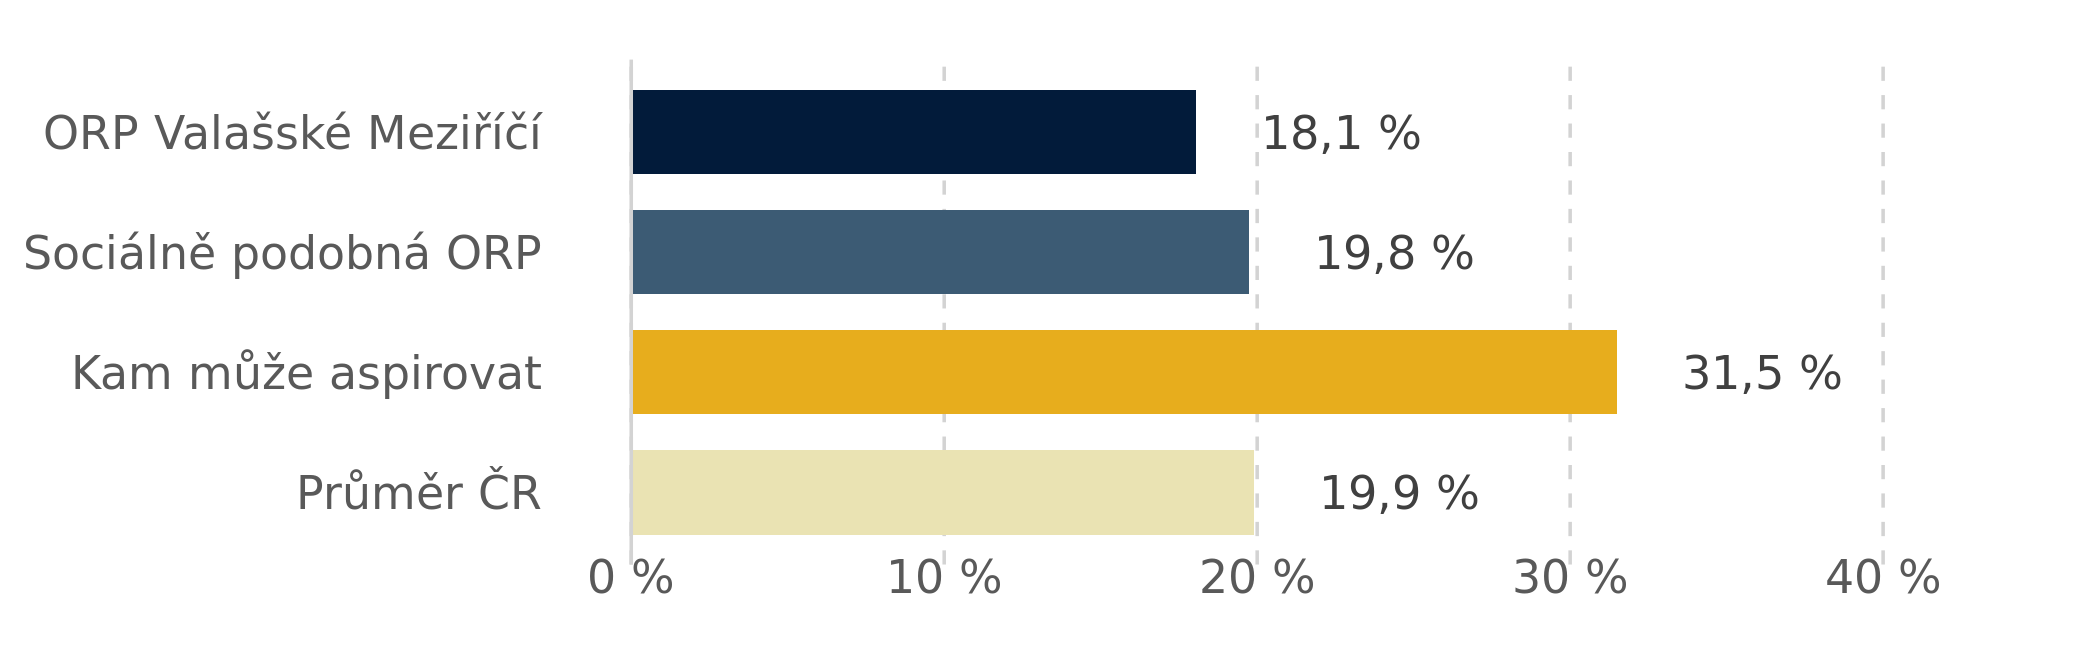 ORP Valašské Meziříčí
18,1 %
Sociálně podobná ORP
19,8 %
Kam může aspirovat
31,5 %
Průměr ČR
19,9 %
0 %
10 %
20 %
30 %
40 %